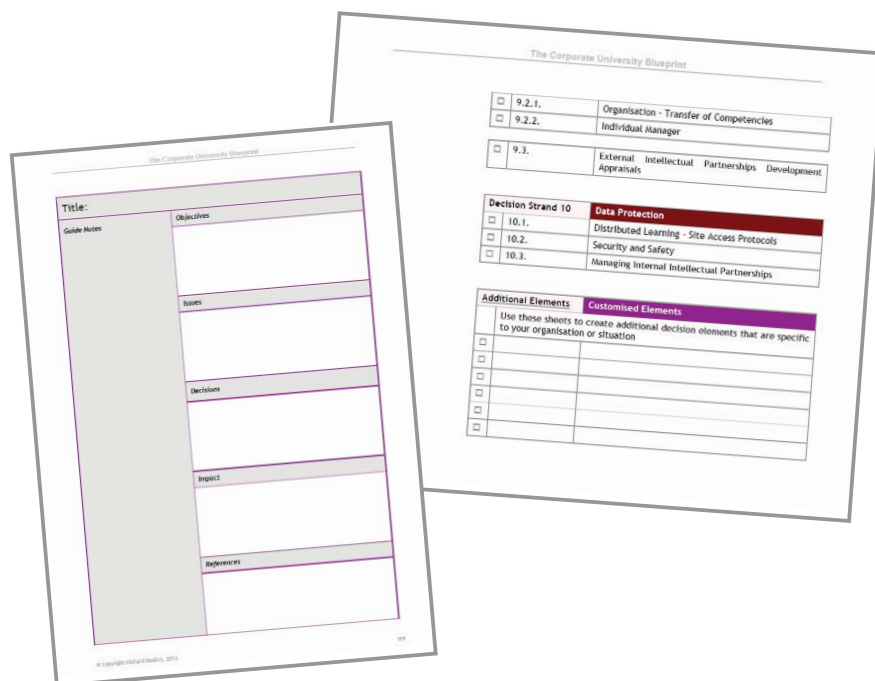 The Corporate University Blueprint
Title:
Guide Notes
Objectives
Issues
Decisions
Impact
References
© Copyright Richard
The Corporate University Blueprint
9.2.1. Organisation - Transfer of Competencies
9.2.2. Individual Manager
9.3. External Intellectual Partnerships Development
Appraisals
Decision Strand 10 Data Protection
10.1. Distributed Learning - Site Access Protocols
10.2. Security and Safety
10.3. Managing Internal Intellectual Partnerships
Additional Elements Customised Elements
Use these sheets to create additional decision elements that are specific
to your organisation or situation